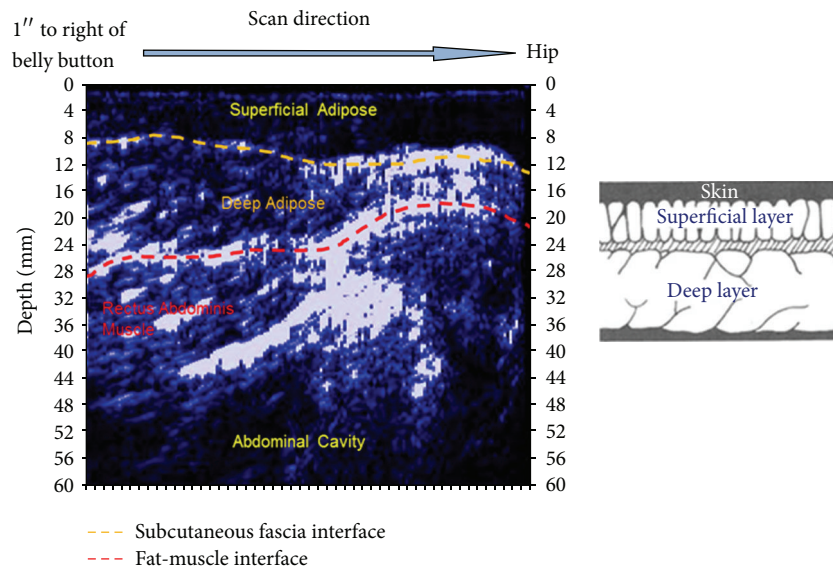 1″ to right of
belly button
Scan direction
Hip
0
4
8
12
16
20
24
28
32
36
40
44
48
52
56
60
Depth (mm)
Superficial Adipose
Deep Adipose
Rectus Abdominis
Muscle
Abdominal Cavity
0
4
8
12
16
20
24
28
32
36
40
44
48
52
56
60
Skin
Superficial layer
Deep layer
Subcutaneous fascia interface
Fat-muscle interface